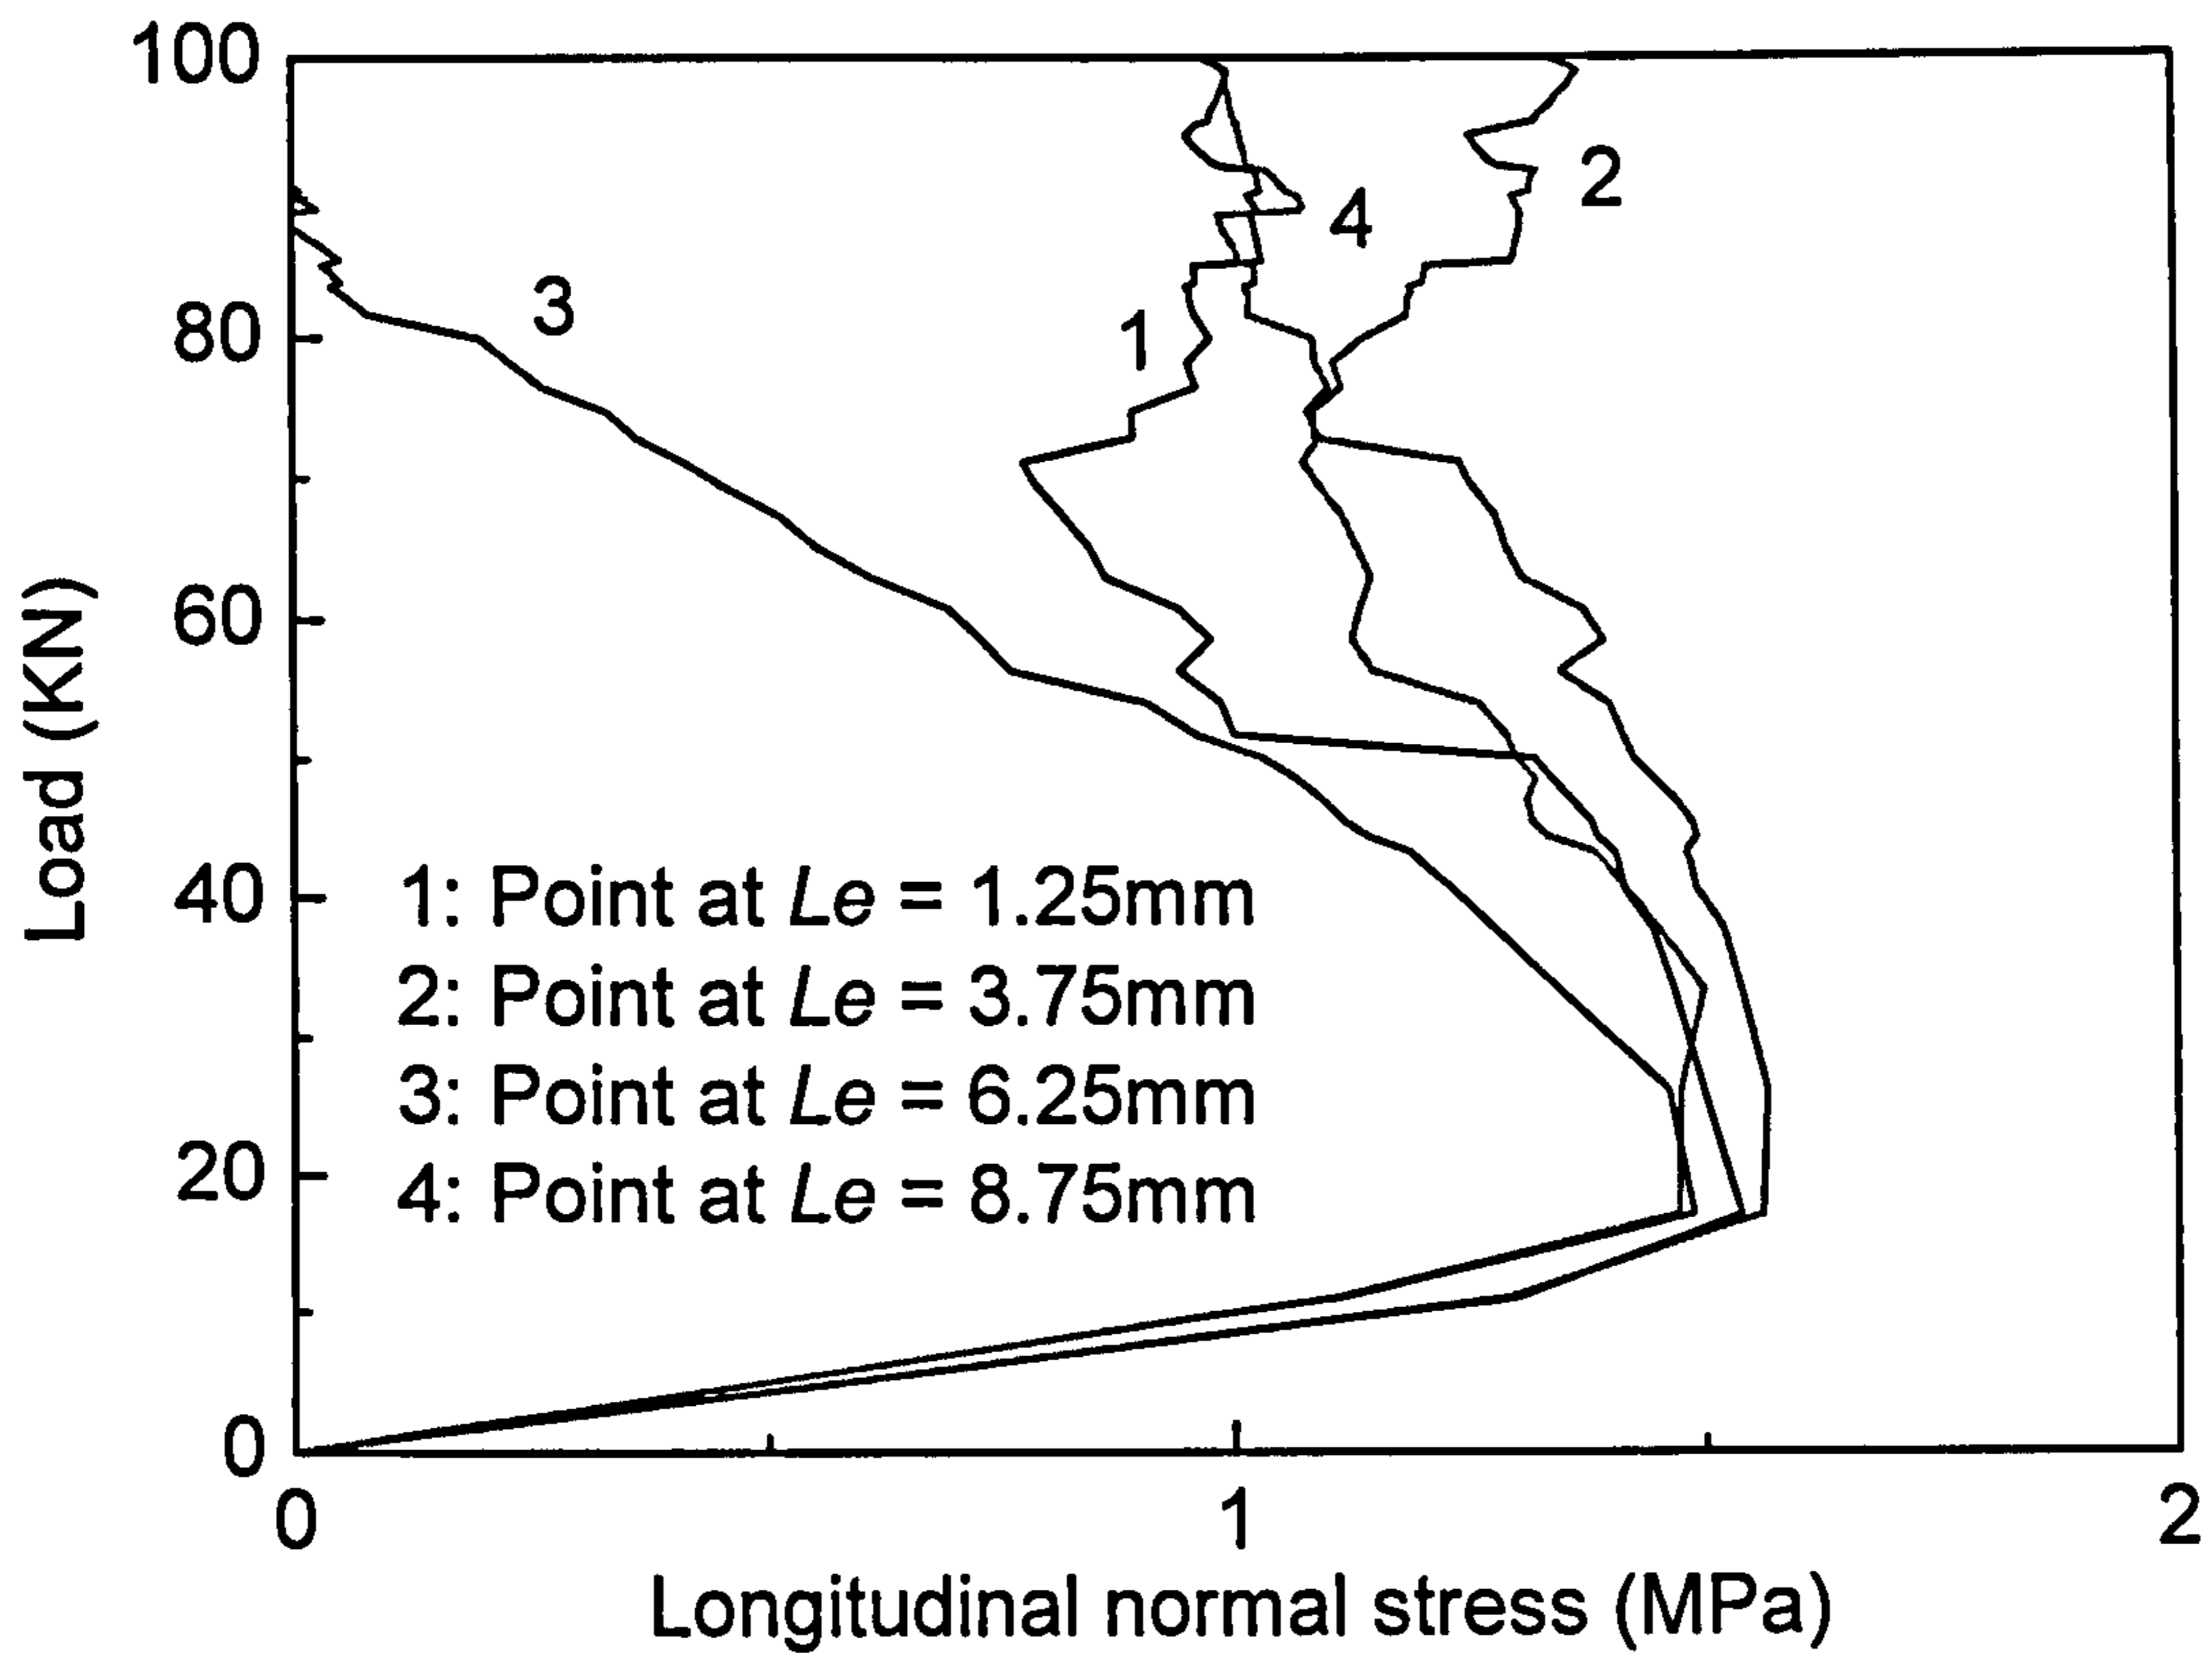 100
80
60
40
20
0
Load (KN)
3
1
4
2
1: Point at Le = 1.25mm
2: Point at Le = 3.75mm
3: Point at Le = 6.25mm
4: Point at Le = 8.75mm
0
1
2
Longitudinal normal stress (MPa)